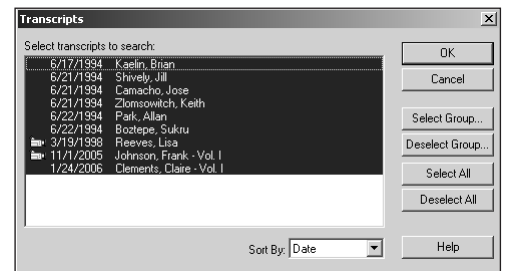 Transcripts
Select transcripts to search:
6/17/1994 Kaelin, Brian
6/21/1994 Shively, Jill
6/21/1994 Camacho, Jose
6/21/1994 Zlomsowitch, Keith
6/22/1994 Park, Allan
6/22/1994 Boztepe, Sukru
3/19/1998 Reeves, Lisa
11/1/2005 Johnson, Frank - Vol. I
1/24/2006 Clements, Claire - Vol. I
Sort By: Date
OK
Cancel
Select Group...
Deselect Group...
Select All
Deselect All
Help